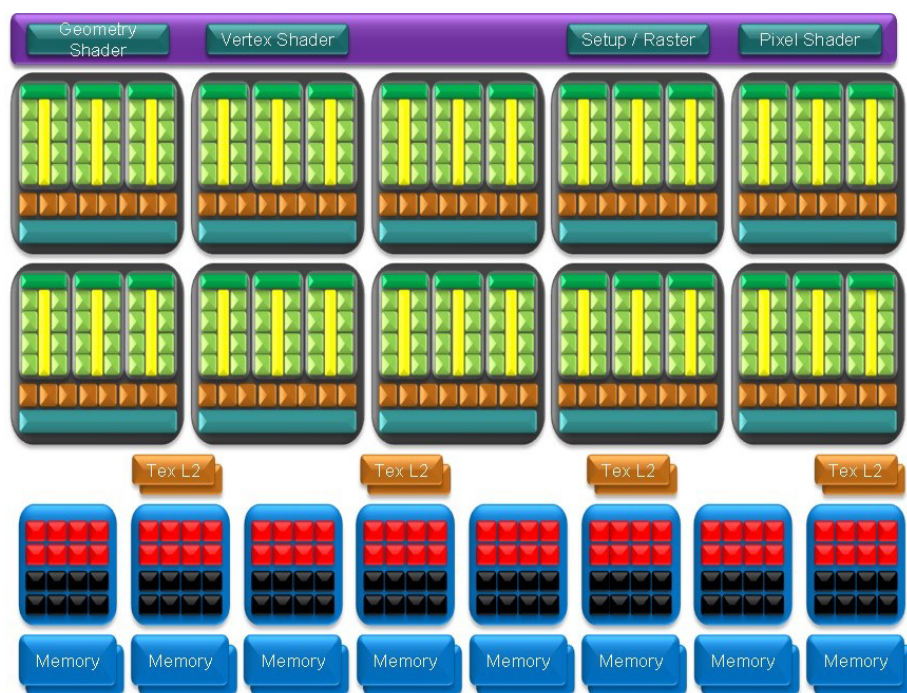 Geometry
Shader
Vertex Shader
Setup / Raster
Pixel Shader
Tex L2
Tex L2
Tex L2
Tex L2
Memory
Memory
Memory
Memory
Memory
Memory
Memory
Memory